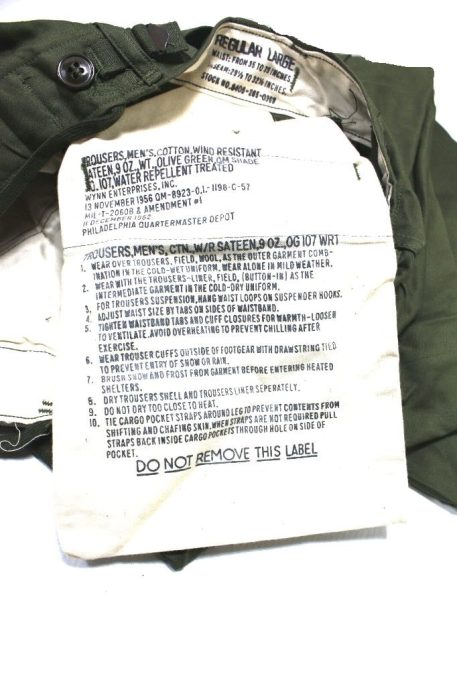 REGULAR LARGE
WAIST: FROM 35 TO 39 INCHES.
SEAM: 29½ TO 32½ INCHES.
STOCK NO. 8405-285-
TROUSERS, MEN'S, COTTON, WIND RESISTANT
SATEEN, 9 OZ., WT., OLIVE GREEN QM SHADE
NO. 107, WATER REPELLENT TREATED
WYNN ENTERPRISES, INC.
13 NOVEMBER 1956 QM-8923-O.I.-1198-C-57
MIL-T-20608 & AMENDMENT #1
11 DECEMBER 1952
PHILADELPHIA QUARTERMASTER DEPOT
TROUSERS, MEN'S, CTN., W/R SATEEN, 9 OZ., OG 107 WRT
1. WEAR OVER TROUSERS, FIELD, WOOL, AS THE OUTER GARMENT COMB-
INATION IN THE COLD-WET UNIFORM. WEAR ALONE IN MILD WEATHER.
2. WEAR WITH THE TROUSERS-LINER, FIELD, (BUTTON-IN) AS THE
INTERMEDIATE GARMENT IN THE COLD-DRY UNIFORM.
3. FOR TROUSERS SUSPENSION, HANG WAIST LOOPS ON SUSPENDER HOOKS.
4. ADJUST WAIST SIZE BY TABS ON SIDES OF WAISTBAND.
5. TIGHTEN WAISTBAND TABS AND CUFF CLOSURES FOR WARMTH-LOOSEN
TO VENTILATE. AVOID OVERHEATING TO PREVENT CHILLING AFTER
EXERCISE.
6. WEAR TROUSER CUFFS OUTSIDE OF FOOTGEAR WITH DRAWSTRING TIED
TO PREVENT ENTRY OF SNOW OR RAIN.
7. BRUSH SNOW AND FROST FROM GARMENT BEFORE ENTERING HEATED
SHELTERS.
8. DRY TROUSERS SHELL AND TROUSERS LINER SEPERATELY.
9. DO NOT DRY TOO CLOSE TO HEAT.
10. TIE CARGO POCKET STRAPS AROUND LEG TO PREVENT CONTENTS FROM
SHIFTING AND CHAFING SKIN. WHEN STRAPS ARE NOT REQUIRED PULL
STRAPS BACK INSIDE CARGO POCKETS THROUGH HOLE ON SIDE OF
POCKET.
DO NOT REMOVE THIS LABEL